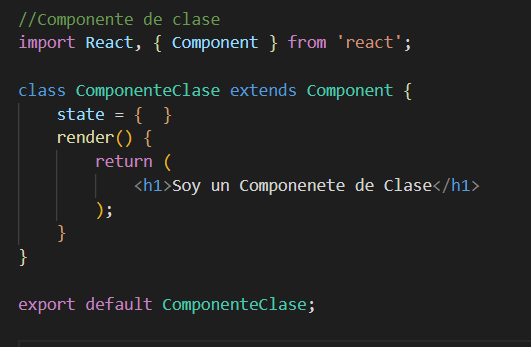 //Componente de clase
import React, { Component } from 'react';
class ComponenteClase extends Component {
state = {  }
render() {
return (
<h1>Soy un Componenete de Clase</h1>
);
}
}
export default ComponenteClase;